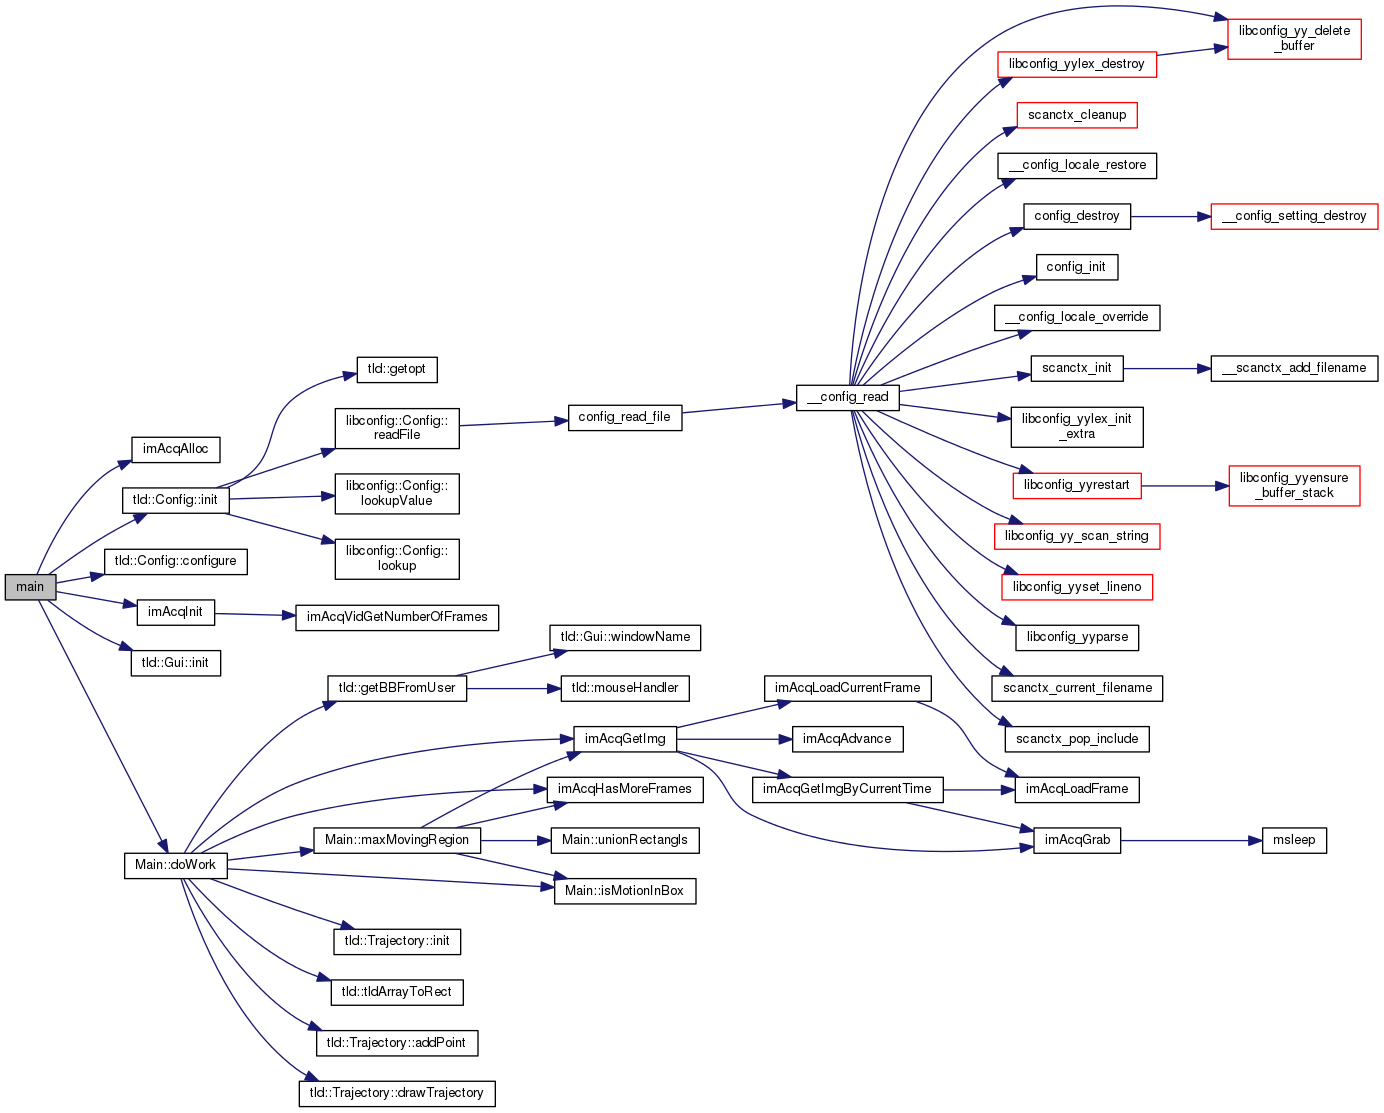 main
imAcqAlloc
tld::Config::init
tld::Config::configure
imAcqInit
tld::Gui::init
Main::doWork
tld::getopt
libconfig::Config::
readFile
libconfig::Config::
lookupValue
libconfig::Config::
lookup
imAcqVidGetNumberOfFrames
tld::getBBFromUser
Main::maxMovingRegion
tld::Trajectory::init
tld::tldArrayToRect
tld::Trajectory::addPoint
tld::Trajectory::drawTrajectory
config_read_file
tld::Gui::windowName
tld::mouseHandler
imAcqGetImg
imAcqHasMoreFrames
Main::unionRectangls
Main::isMotionInBox
__config_read
imAcqLoadCurrentFrame
imAcqAdvance
imAcqGetImgByCurrentTime
libconfig_yylex_destroy
scanctx_cleanup
__config_locale_restore
config_destroy
config_init
__config_locale_override
scanctx_init
libconfig_yylex_init
_extra
libconfig_yyrestart
libconfig_yy_scan_string
libconfig_yyset_lineno
libconfig_yyparse
scanctx_current_filename
scanctx_pop_include
imAcqLoadFrame
imAcqGrab
libconfig_yy_delete
_buffer
__config_setting_destroy
__scanctx_add_filename
libconfig_yyensure
_buffer_stack
msleep